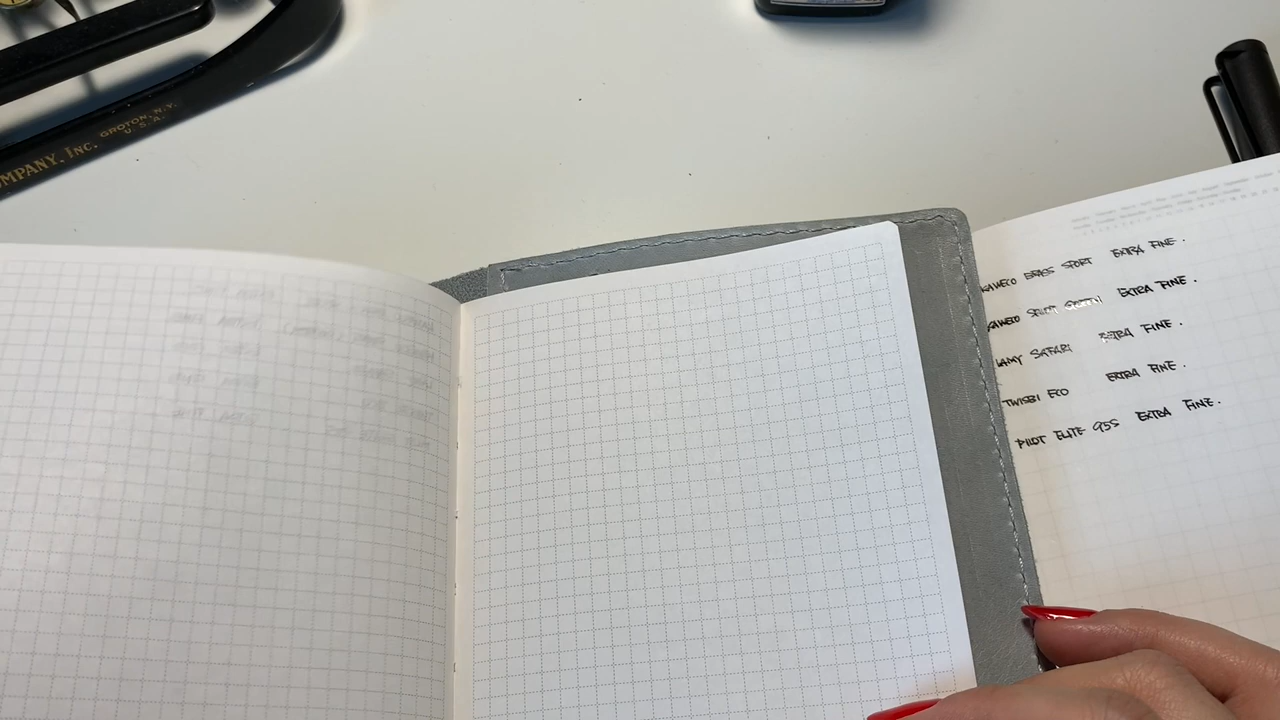 COMPANY, Inc.
GROTON, N.Y.
U.S.A.
KAWECO BRASS SPORT EXTRA FINE.
KAWECO SPORT EXTRA FINE.
LAMY SAFARI EXTRA FINE.
TWISBI ECO EXTRA FINE.
PILOT ELITE 95S EXTRA FINE.